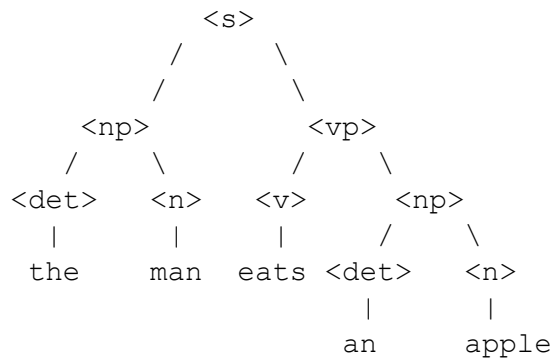 <s>
<np> <vp>
<det> <n> <v> <np>
the man eats <det> <n>
an apple